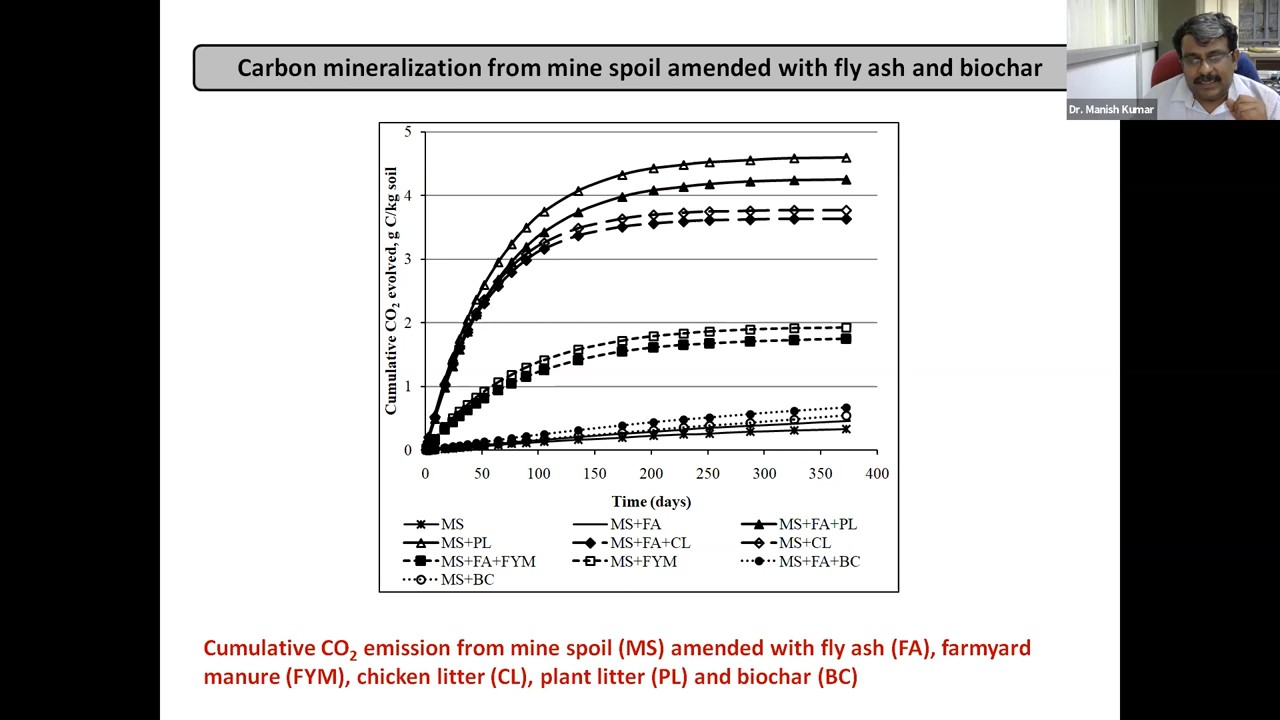 Carbon mineralization from mine spoil amended with fly ash and biochar
Dr. Manish Kumar
Cumulative CO2 evolved, g C/kg soil
5
4
3
2
1
0
0 50 100 150 200 250 300 350 400
Time (days)
MS MS+FA MS+FA+PL
MS+PL MS+FA+CL MS+CL
MS+FA+FYM MS+FYM MS+FA+BC
MS+BC
Cumulative CO2 emission from mine spoil (MS) amended with fly ash (FA), farmyard
manure (FYM), chicken litter (CL), plant litter (PL) and biochar (BC)